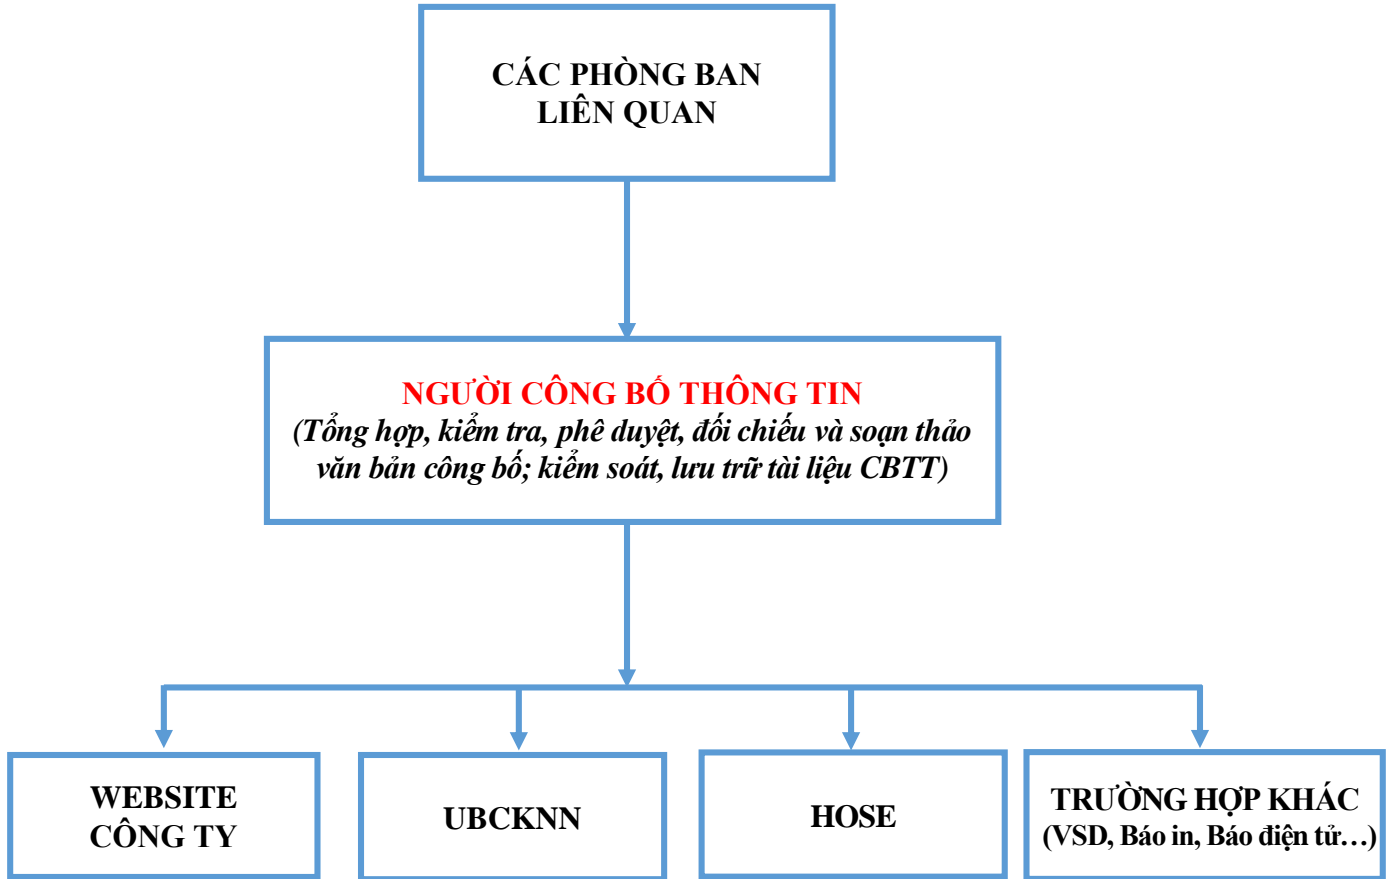 CÁC PHÒNG BAN
LIÊN QUAN
NGƯỜI CÔNG BỐ THÔNG TIN
(Tổng hợp, kiểm tra, phê duyệt, đối chiếu và soạn thảo
văn bản công bố; kiểm soát, lưu trữ tài liệu CBTT)
WEBSITE
CÔNG TY
UBCKNN
HOSE
TRƯỜNG HỢP KHÁC
(VSD, Báo in, Báo điện tử…)